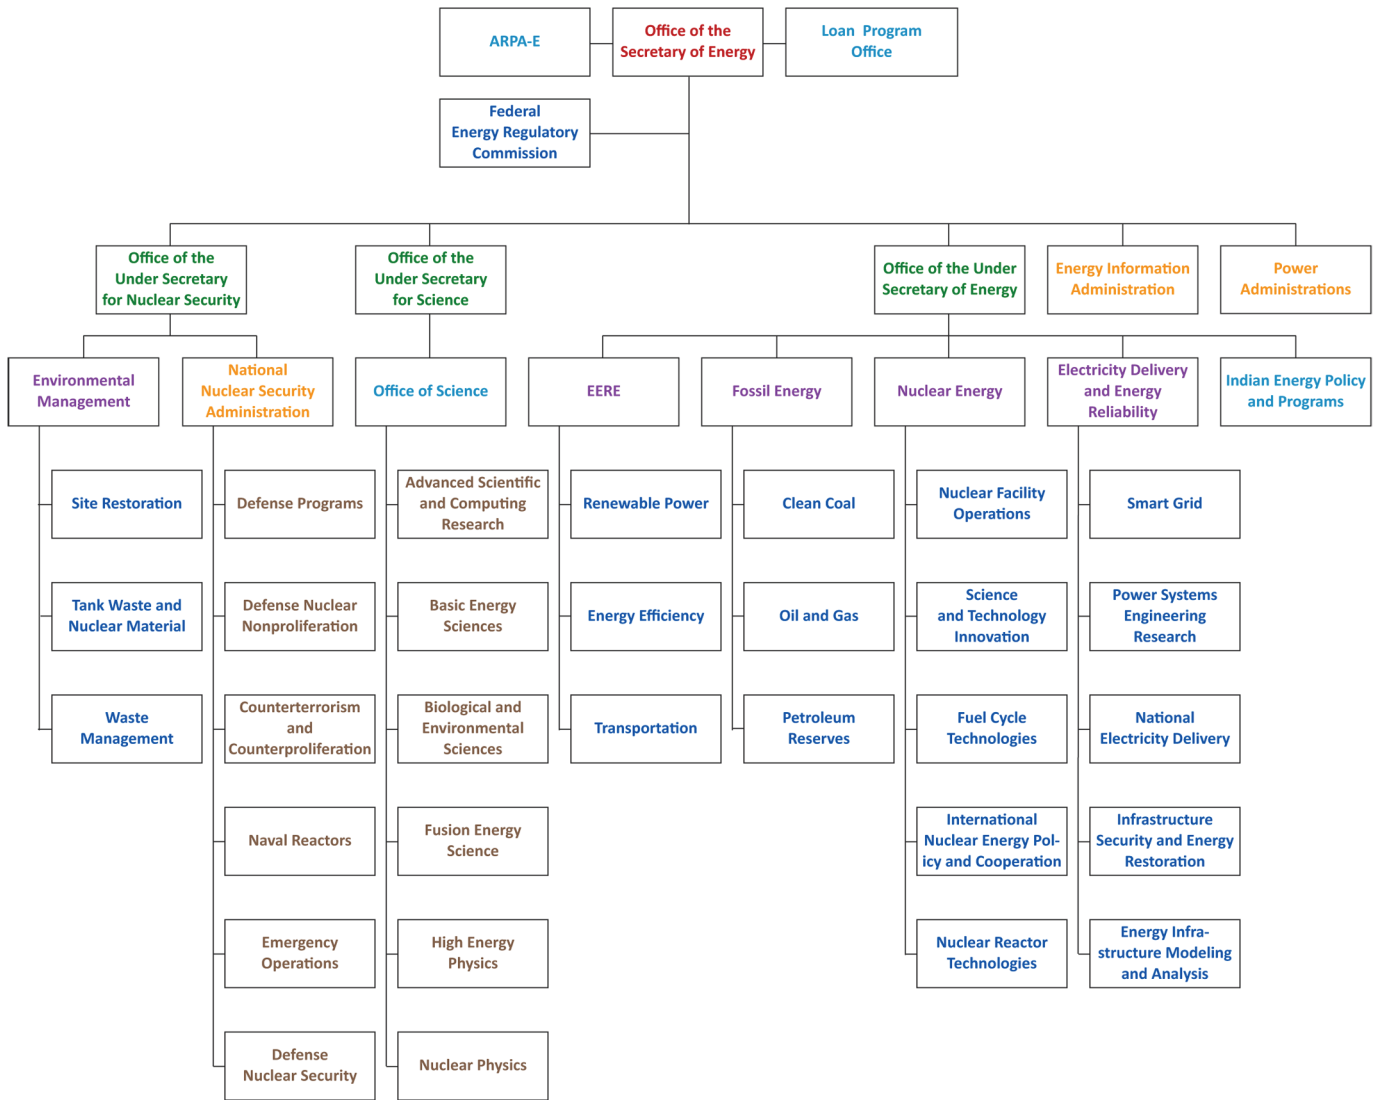 ARPA-E
Office of the
Secretary of Energy
Loan Program
Office
Federal
Energy Regulatory
Commission
Office of the
Under Secretary
for Nuclear Security
Office of the
Under Secretary
for Science
Office of the Under
Secretary of Energy
Energy Information
Administration
Power
Administrations
Environmental
Management
National
Nuclear Security
Administration
Office of Science
EERE
Fossil Energy
Nuclear Energy
Electricity Delivery
and Energy
Reliability
Indian Energy Policy
and Programs
Site Restoration
Defense Programs
Advanced Scientific
and Computing
Research
Renewable Power
Clean Coal
Nuclear Facility
Operations
Smart Grid
Tank Waste and
Nuclear Material
Defense Nuclear
Nonproliferation
Basic Energy
Sciences
Energy Efficiency
Oil and Gas
Science
and Technology
Innovation
Power Systems
Engineering
Research
Waste
Management
Counterterrorism
and
Counterproliferation
Biological and
Environmental
Sciences
Transportation
Petroleum
Reserves
Fuel Cycle
Technologies
National
Electricity Delivery
Naval Reactors
Fusion Energy
Science
International
Nuclear Energy Pol-
icy and Cooperation
Infrastructure
Security and Energy
Restoration
Emergency
Operations
High Energy
Physics
Nuclear Reactor
Technologies
Energy Infra-
structure Modeling
and Analysis
Defense
Nuclear Security
Nuclear Physics